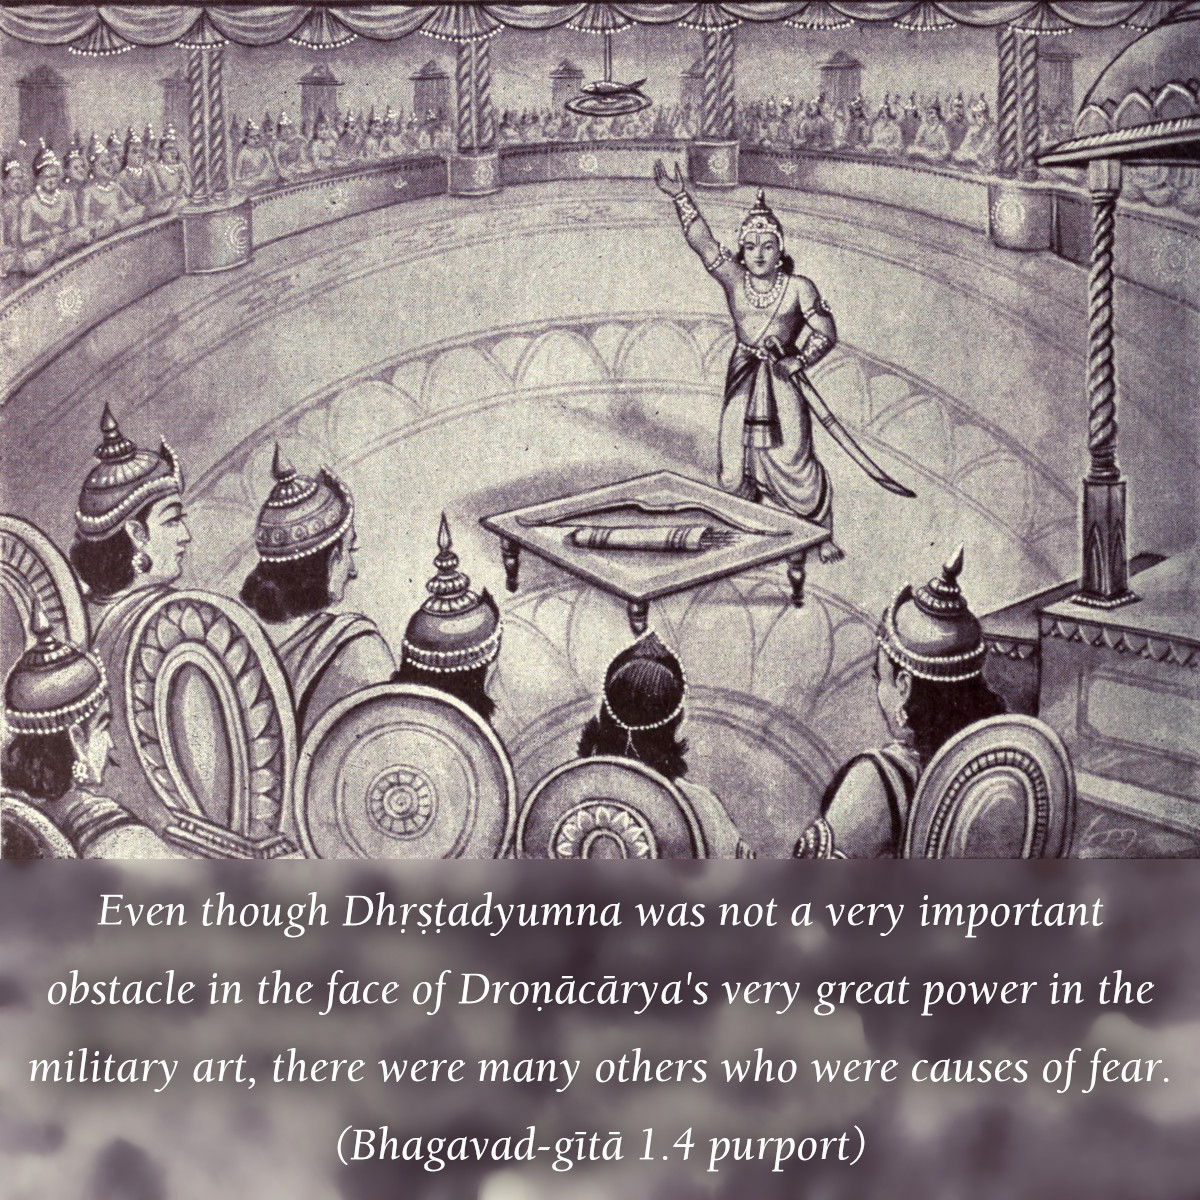 Even though Dhṛṣṭadyumna was not a very important
obstacle in the face of Droṇācārya's very great power in the
military art, there were many others who were causes of fear.
(Bhagavad-gītā 1.4 purport)